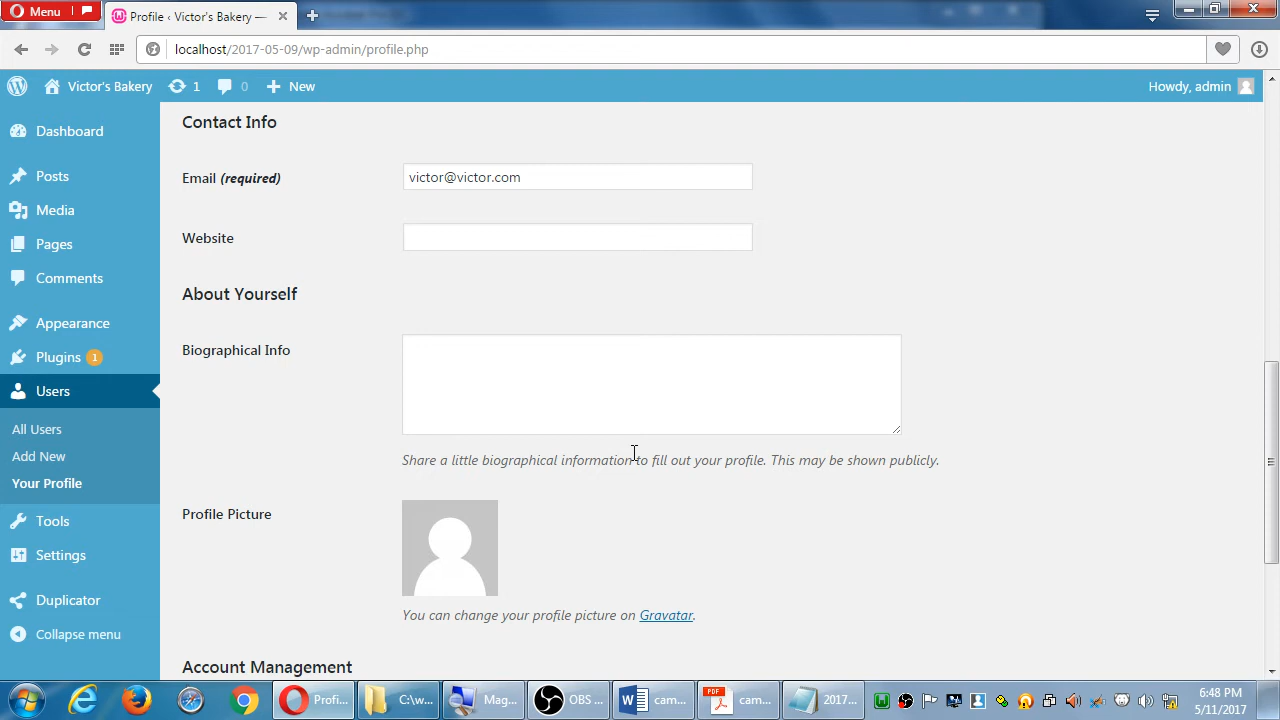 Menu
Profile ‹ Victor's Bakery —
localhost/2017-05-09/wp-admin/profile.php
Victor's Bakery
1
0
New
Howdy, admin
Dashboard
Posts
Media
Pages
Comments
Appearance
Plugins 1
Users
All Users
Add New
Your Profile
Tools
Settings
Duplicator
Collapse menu
Contact Info
Email (required)
victor@victor.com
Website
About Yourself
Biographical Info
Share a little biographical information to fill out your profile. This may be shown publicly.
Profile Picture
You can change your profile picture on Gravatar.
Account Management
Profi...
C:\w...
Mag...
OBS ...
cam...
PDF
cam...
2017...
6:48 PM
5/11/2017